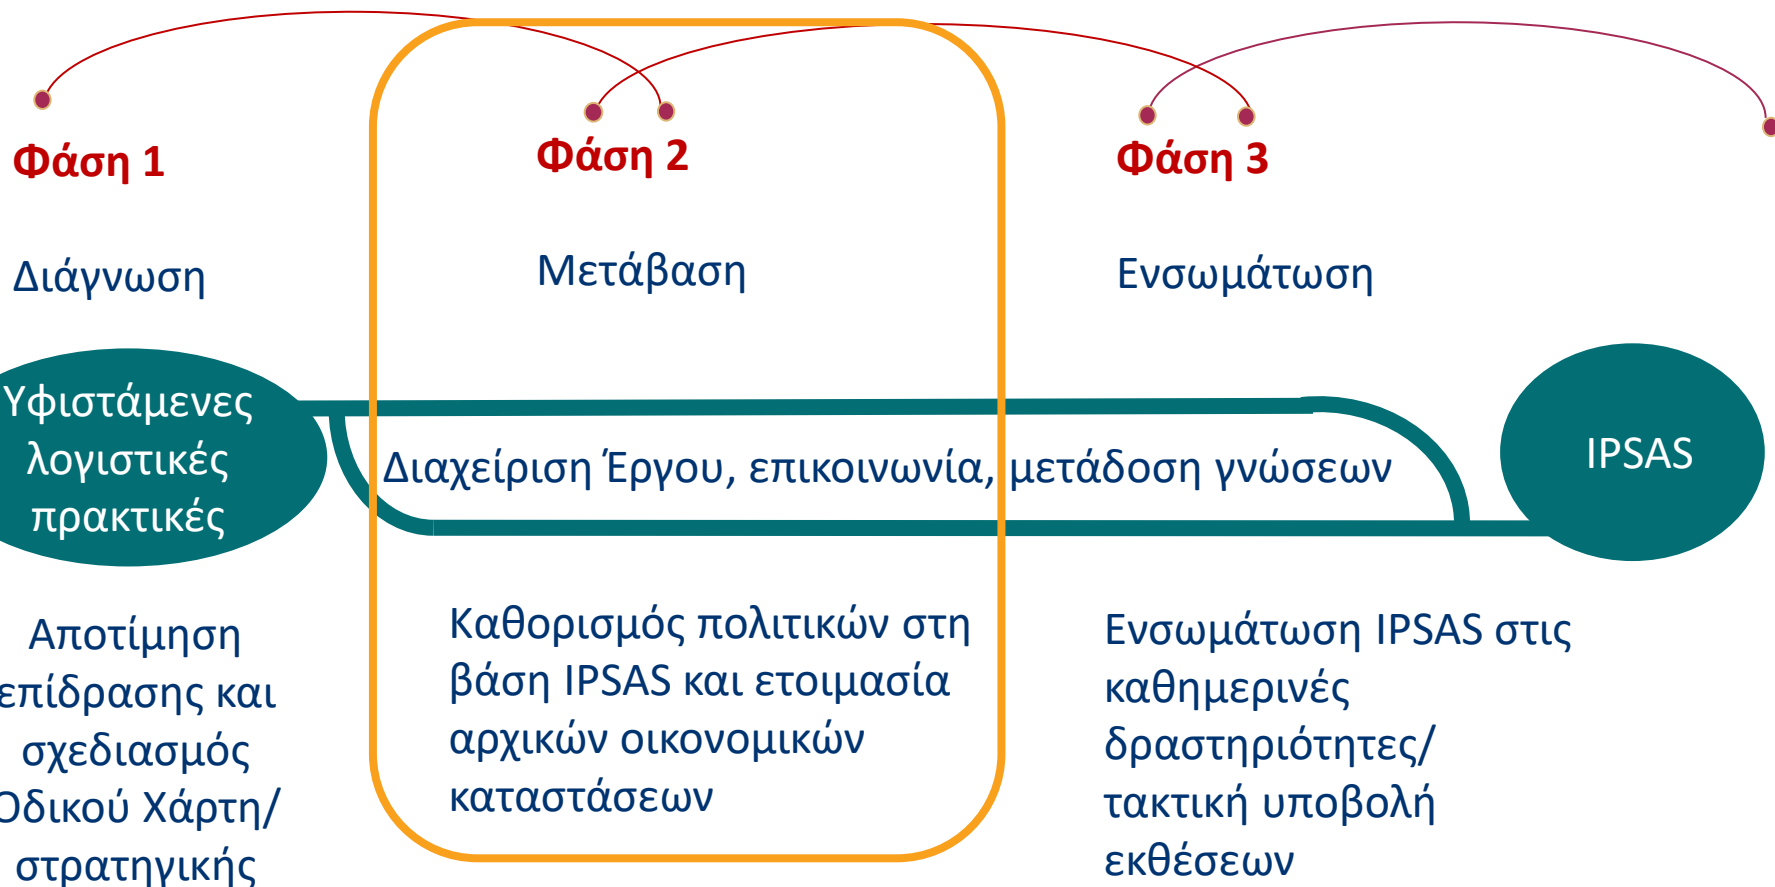 Φάση 1
Φάση 2
Φάση 3
Διάγνωση
Μετάβαση
Ενσωμάτωση
Υφιστάμενες
λογιστικές
πρακτικές
Διαχείριση Έργου, επικοινωνία, μετάδοση γνώσεων
IPSAS
Αποτίμηση
επίδρασης και
σχεδιασμός
Οδικού Χάρτη/
στρατηγικής
Καθορισμός πολιτικών στη
βάση IPSAS και ετοιμασία
αρχικών οικονομικών
καταστάσεων
Ενσωμάτωση IPSAS στις
καθημερινές
δραστηριότητες/
τακτική υποβολή
εκθέσεων